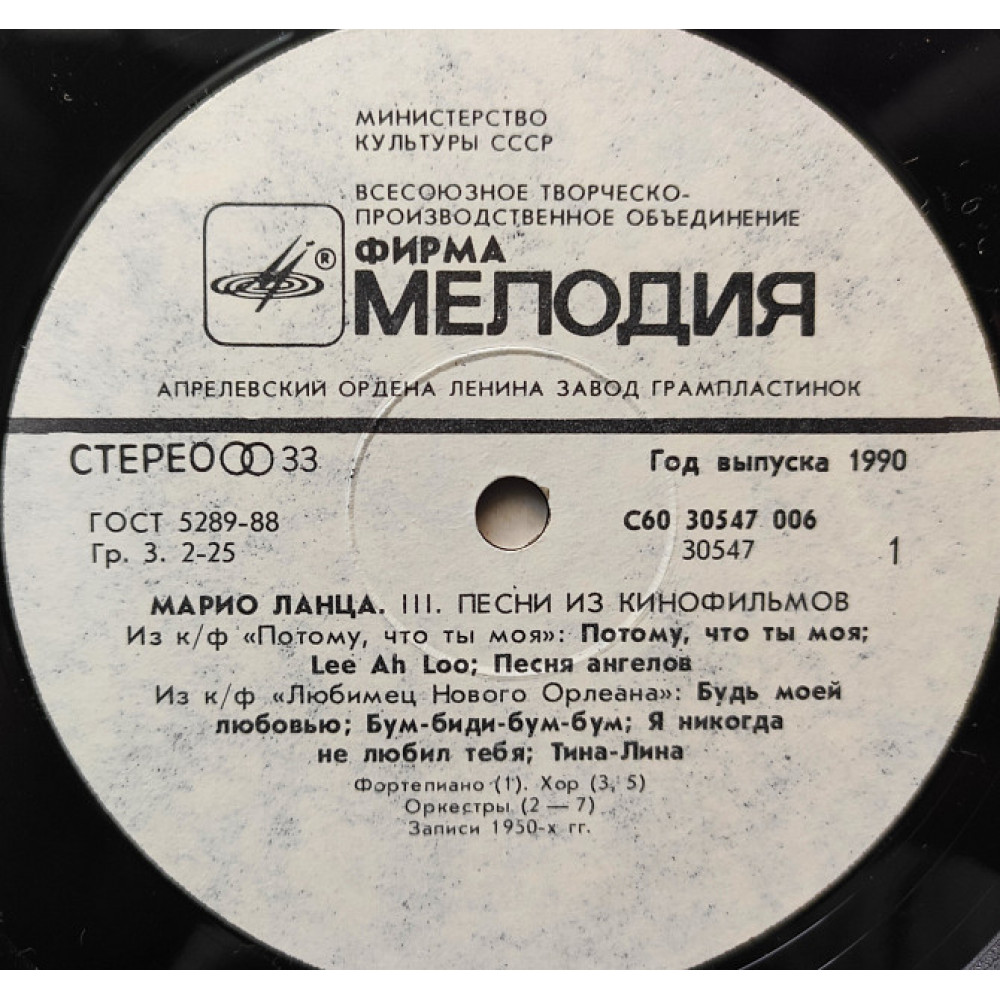 МИНИСТЕРСТВО
КУЛЬТУРЫ СССР
ВСЕСОЮЗНОЕ ТВОРЧЕСКО-
ПРОИЗВОДСТВЕННОЕ ОБЪЕДИНЕНИЕ
ФИРМА
®
МЕЛОДИЯ
АПРЕЛЕВСКИЙ ОРДЕНА ЛЕНИНА ЗАВОД ГРАМПЛАСТИНОК
СТЕРЕО 33
Год выпуска 1990
ГОСТ 5289-88
С60 30547 006
Гр. 3. 2-25
30547
1
МАРИО ЛАНЦА. III. ПЕСНИ ИЗ КИНОФИЛЬМОВ
Из к/ф «Потому, что ты моя»: Потому, что ты моя;
Lee Ah Loo; Песня ангелов
Из к/ф «Любимец Нового Орлеана»: Будь моей
любовью; Бум-биди-бум-бум; Я никогда
не любил тебя; Тина-Лина
Фортепиано (1). Хор (3, 5)
Оркестры (2 — 7)
Записи 1950-х гг.